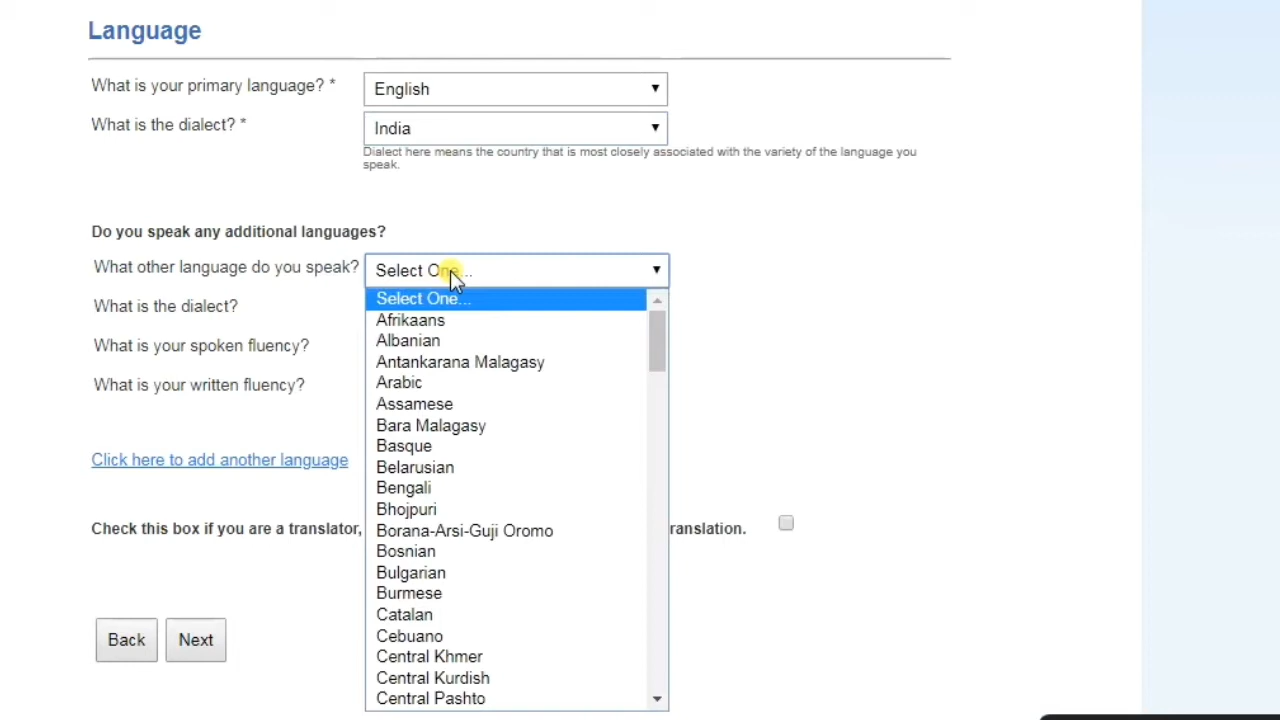 Language
What is your primary language? *
English
What is the dialect? *
India
Dialect here means the country that is most closely associated with the variety of the language you
speak.
Do you speak any additional languages?
What other language do you speak?
Select One...
What is the dialect?
What is your spoken fluency?
What is your written fluency?
Select One...
Afrikaans
Albanian
Antankarana Malagasy
Arabic
Assamese
Bara Malagasy
Basque
Belarusian
Bengali
Bhojpuri
Borana-Arsi-Guji Oromo
Bosnian
Bulgarian
Burmese
Catalan
Cebuano
Central Khmer
Central Kurdish
Central Pashto
Click here to add another language
Check this box if you are a translator, ranslation.
Back Next